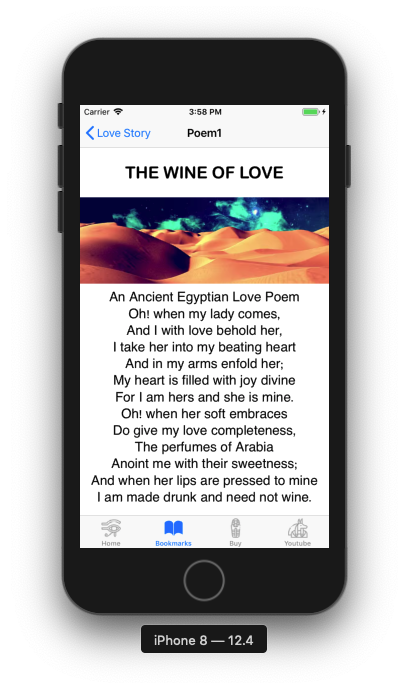 Carrier 3:58 PM
Love Story Poem1
THE WINE OF LOVE
An Ancient Egyptian Love Poem
Oh! when my lady comes,
And I with love behold her,
I take her into my beating heart
And in my arms enfold her;
My heart is filled with joy divine
For I am hers and she is mine.
Oh! when her soft embraces
Do give my love completeness,
The perfumes of Arabia
Anoint me with their sweetness;
And when her lips are pressed to mine
I am made drunk and need not wine.
Home Bookmarks Buy Youtube
iPhone 8 — 12.4